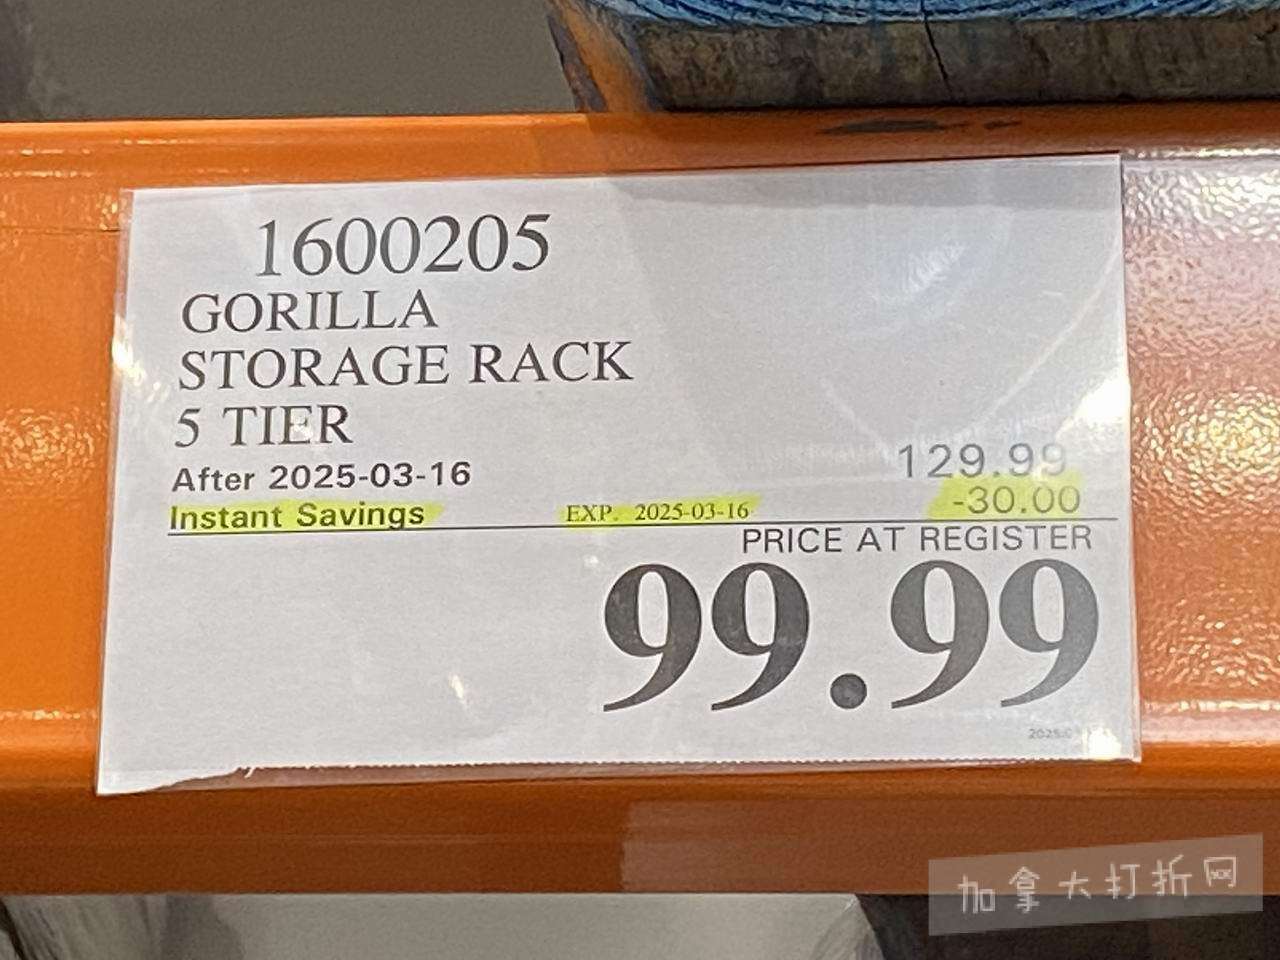 1600205
GORILLA
STORAGE RACK
5 TIER
After 2025-03-16 129.99
Instant Savings EXP. 2025-03-16 -30.00
PRICE AT REGISTER
99.99
加拿大打折网